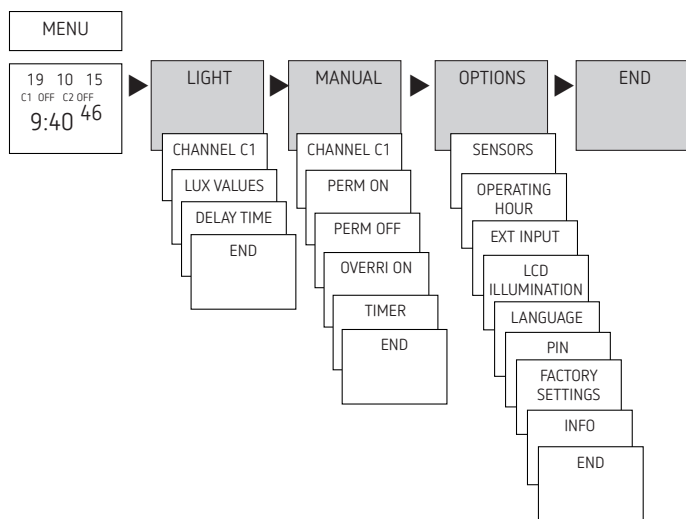 MENU
19 10 15
C1 OFF C2 OFF
9:40 46
LIGHT
CHANNEL C1
LUX VALUES
DELAY TIME
END
MANUAL
CHANNEL C1
PERM ON
PERM OFF
OVERRI ON
TIMER
END
OPTIONS
SENSORS
OPERATING
HOUR
EXT INPUT
LCD
ILLUMINATION
LANGUAGE
PIN
FACTORY
SETTINGS
INFO
END
END